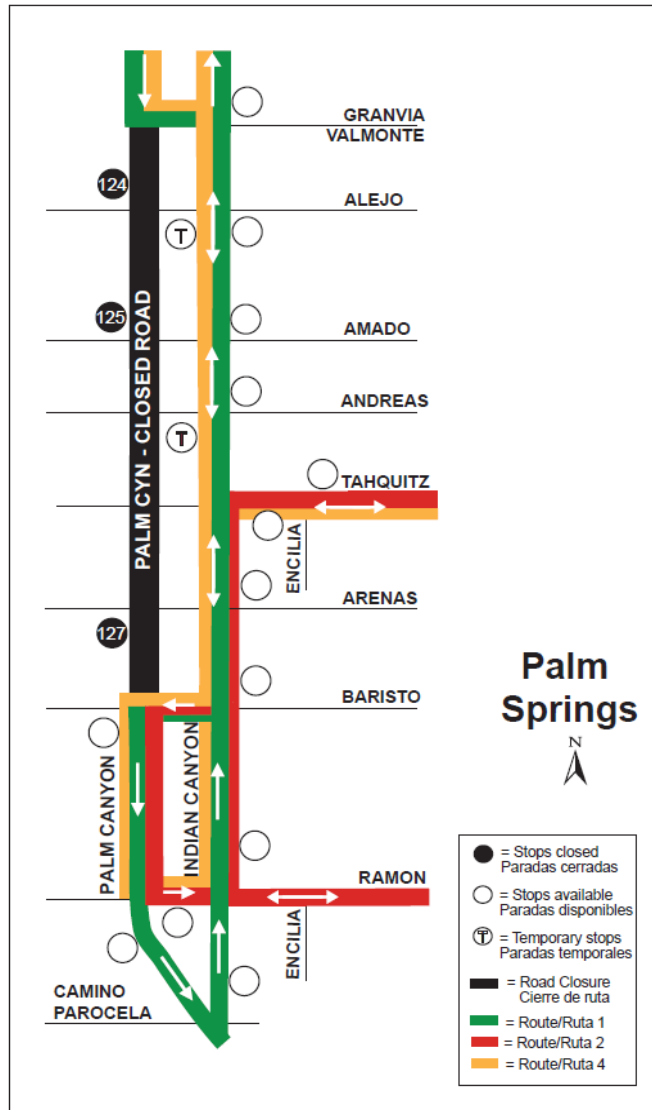 GRANVIA
VALMONTE
124
ALEJO
T
125
AMADO
ANDREAS
T
PALM CYN - CLOSED ROAD
TAHQUITZ
ENCILIA
ARENAS
127
BARISTO
Palm
Springs
N
PALM CANYON
INDIAN CANYON
RAMON
ENCILIA
CAMINO
PAROCELA
= Stops closed
Paradas cerradas
= Stops available
Paradas disponibles
T = Temporary stops
Paradas temporales
= Road Closure
Cierre de ruta
= Route/Ruta 1
= Route/Ruta 2
= Route/Ruta 4